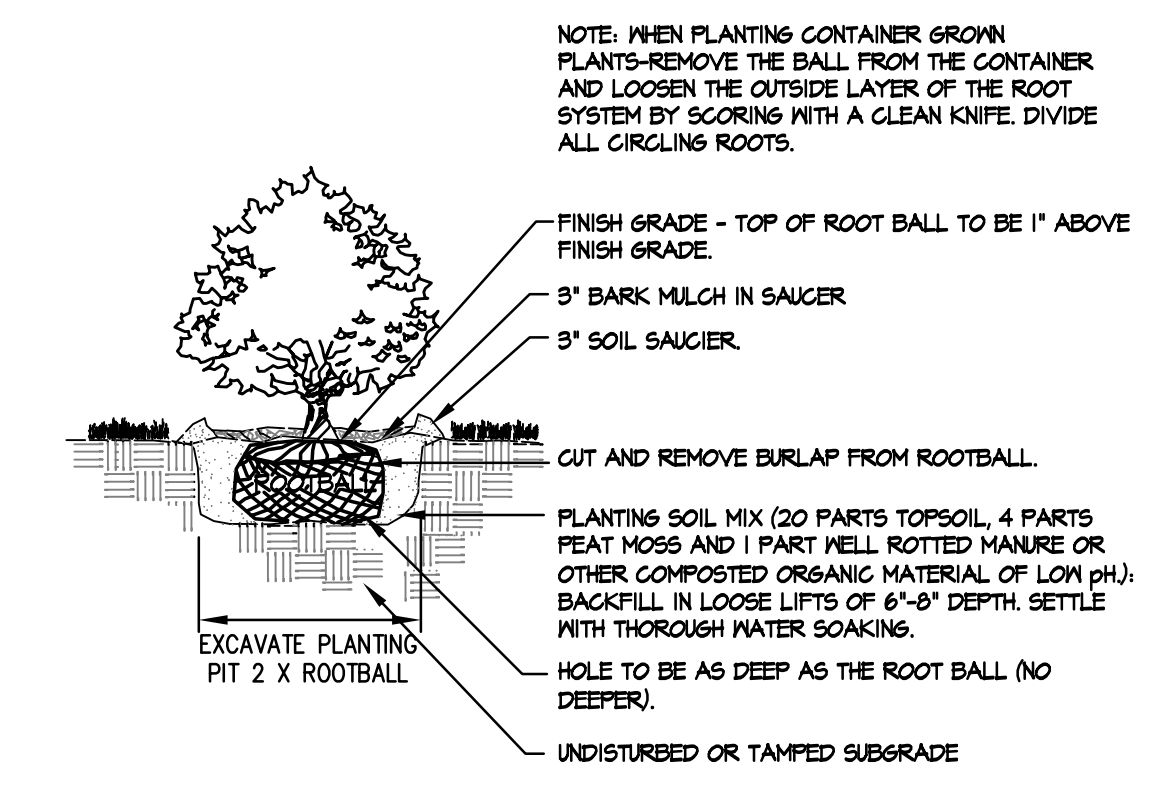 NOTE: WHEN PLANTING CONTAINER GROWN
PLANTS-REMOVE THE BALL FROM THE CONTAINER
AND LOOSEN THE OUTSIDE LAYER OF THE ROOT
SYSTEM BY SCORING WITH A CLEAN KNIFE. DIVIDE
ALL CIRCLING ROOTS.
FINISH GRADE - TOP OF ROOT BALL TO BE 1" ABOVE
FINISH GRADE.
3" BARK MULCH IN SAUCER
3" SOIL SAUCIER.
CUT AND REMOVE BURLAP FROM ROOTBALL.
ROOTBALL
PLANTING SOIL MIX (20 PARTS TOPSOIL, 4 PARTS
PEAT MOSS AND 1 PART WELL ROTTED MANURE OR
OTHER COMPOSTED ORGANIC MATERIAL OF LOW pH.):
BACKFILL IN LOOSE LIFTS OF 6"-8" DEPTH. SETTLE
WITH THOROUGH WATER SOAKING.
EXCAVATE PLANTING
PIT 2 X ROOTBALL
HOLE TO BE AS DEEP AS THE ROOT BALL (NO
DEEPER).
UNDISTURBED OR TAMPED SUBGRADE